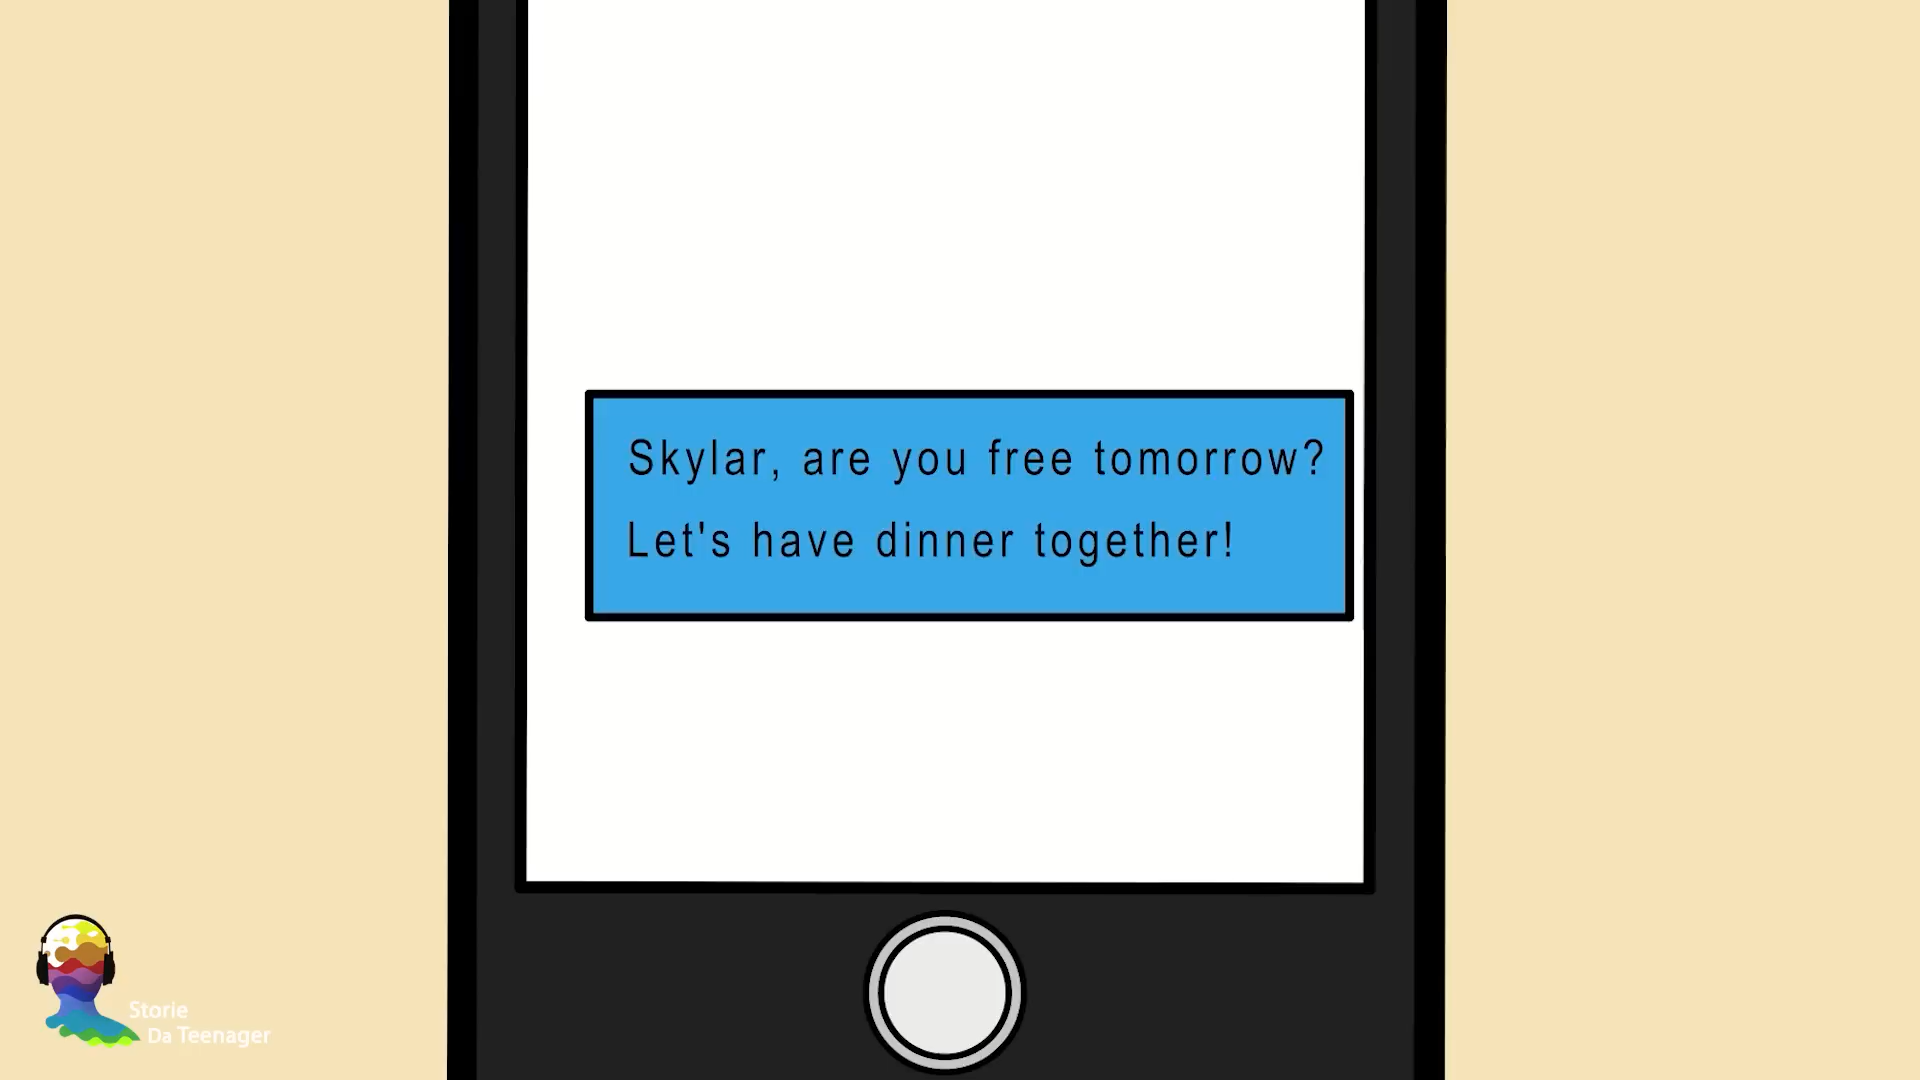 Skylar, are you free tomorrow?
Let's have dinner together!
Storie
Da Teenager